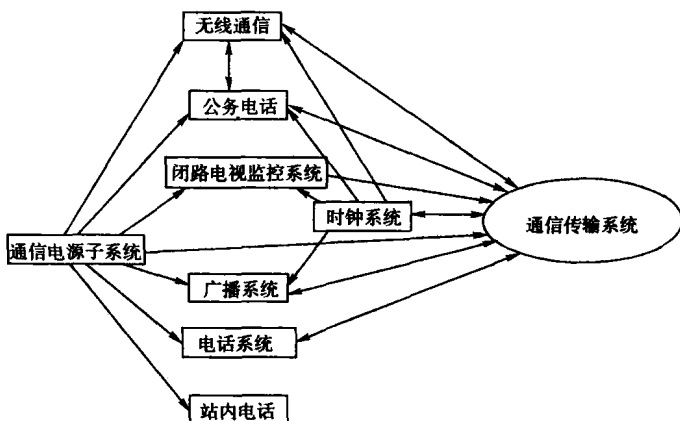 无线通信
公务电话
闭路电视监控系统
时钟系统
通信传输系统
通信电源子系统
广播系统
电话系统
站内电话